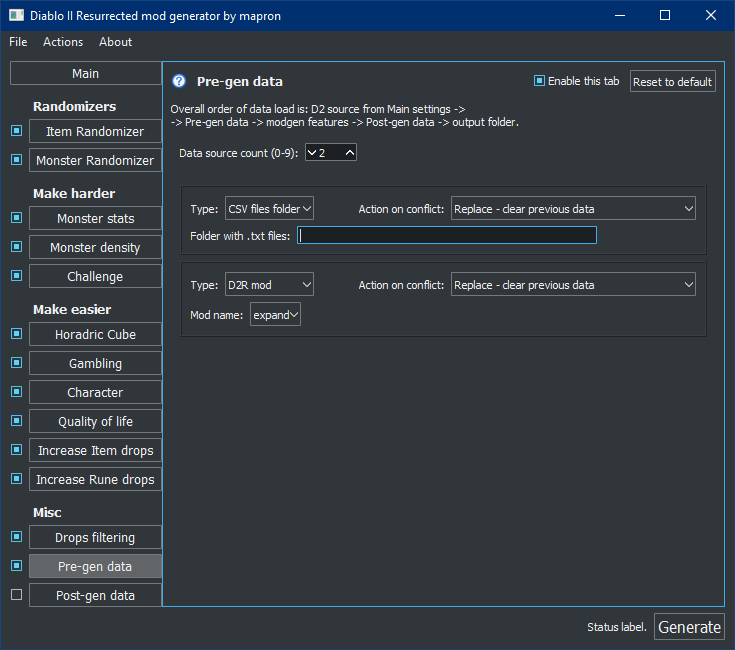 Diablo II Resurrected mod generator by mapron
File Actions About
Main
Randomizers
Item Randomizer
Monster Randomizer
Make harder
Monster stats
Monster density
Challenge
Make easier
Horadric Cube
Gambling
Character
Quality of life
Increase Item drops
Increase Rune drops
Misc
Drops filtering
Pre-gen data
Post-gen data
? Pre-gen data Enable this tab Reset to default
Overall order of data load is: D2 source from Main settings ->
-> Pre-gen data -> modgen features -> Post-gen data -> output folder.
Data source count (0-9): 2
Type: CSV files folder Action on conflict: Replace - clear previous data
Folder with .txt files:
Type: D2R mod Action on conflict: Replace - clear previous data
Mod name: expand
Status label. Generate